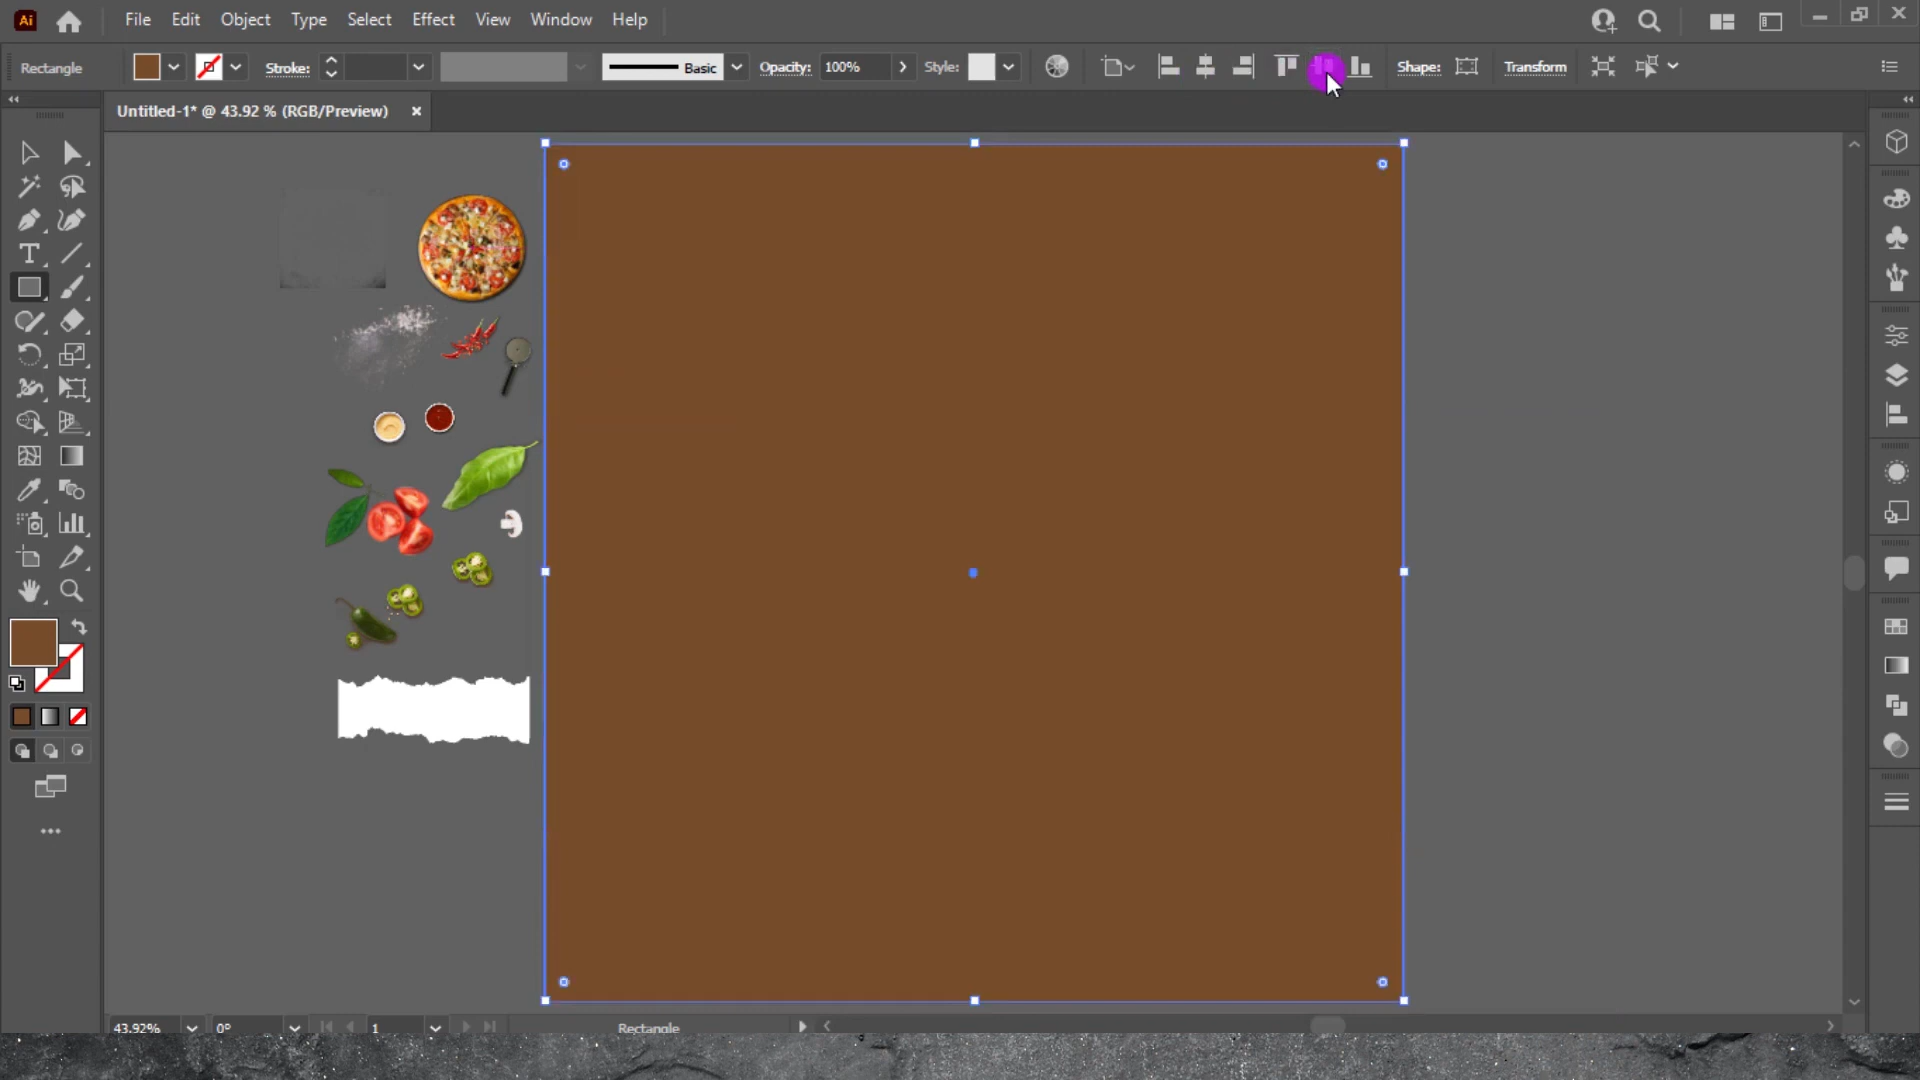 Ai File Edit Object Type Select Effect View Window Help
Rectangle Stroke: Basic Opacity: 100% Style: Shape: Transform
Untitled-1* @ 43.92 % (RGB/Preview) ×
T
43.92% 0° 1 Rectangle